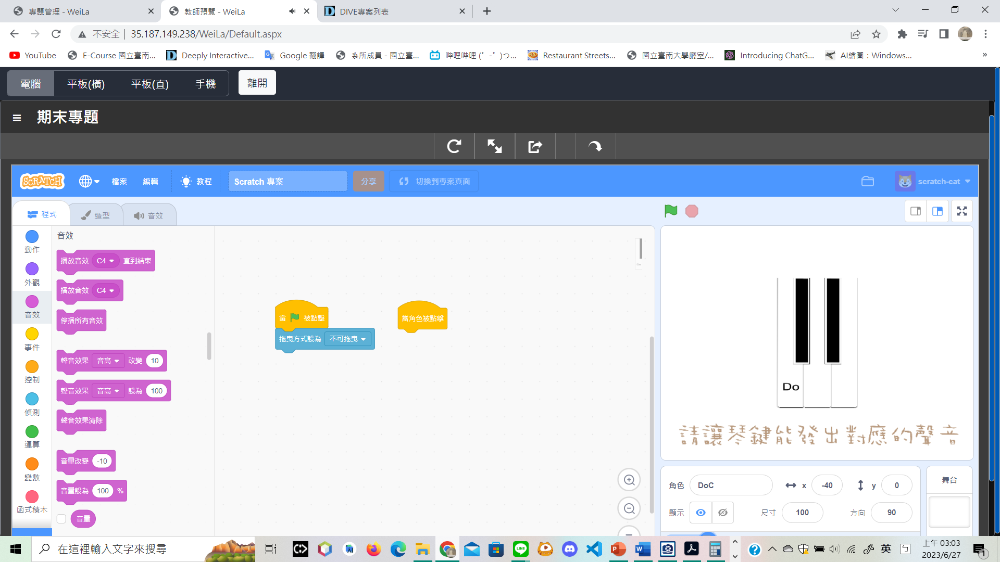 專題管理 - WeiLa
教師預覽 - WeiLa
DIVE專案列表
不安全 | 35.187.149.238/WeiLa/Default.aspx
YouTube
E-Course 國立臺南...
Deeply Interactive...
Google 翻譯
系所成員 - 國立臺...
哔哩哔哩 (゜-゜)つ...
Restaurant Streets...
國立臺南大學廳室/...
Introducing ChatG...
AI繪圖：Windows...
»
電腦
平板(橫)
平板(直)
手機
離開
期末專題
SCRATCH
檔案
編輯
教程
Scratch 專案
分享
切換到專案頁面
scratch-cat
程式
造型
音效
動作
外觀
音效
事件
控制
偵測
運算
變數
函式積木
音效
播放音效 C4 直到結束
播放音效 C4
停播所有音效
聲音效果 音高 改變 10
聲音效果 音高 設為 100
聲音效果清除
音量改變 -10
音量設為 100 %
音量
當 被點擊
拖曳方式設為 不可拖曳
當角色被點擊
Do
請讓琴鍵能發出對應的聲音
角色 DoC
x -40
y 0
顯示
尺寸 100
方向 90
舞台
在這裡輸入文字來搜尋
英
上午 03:03
2023/6/27
1